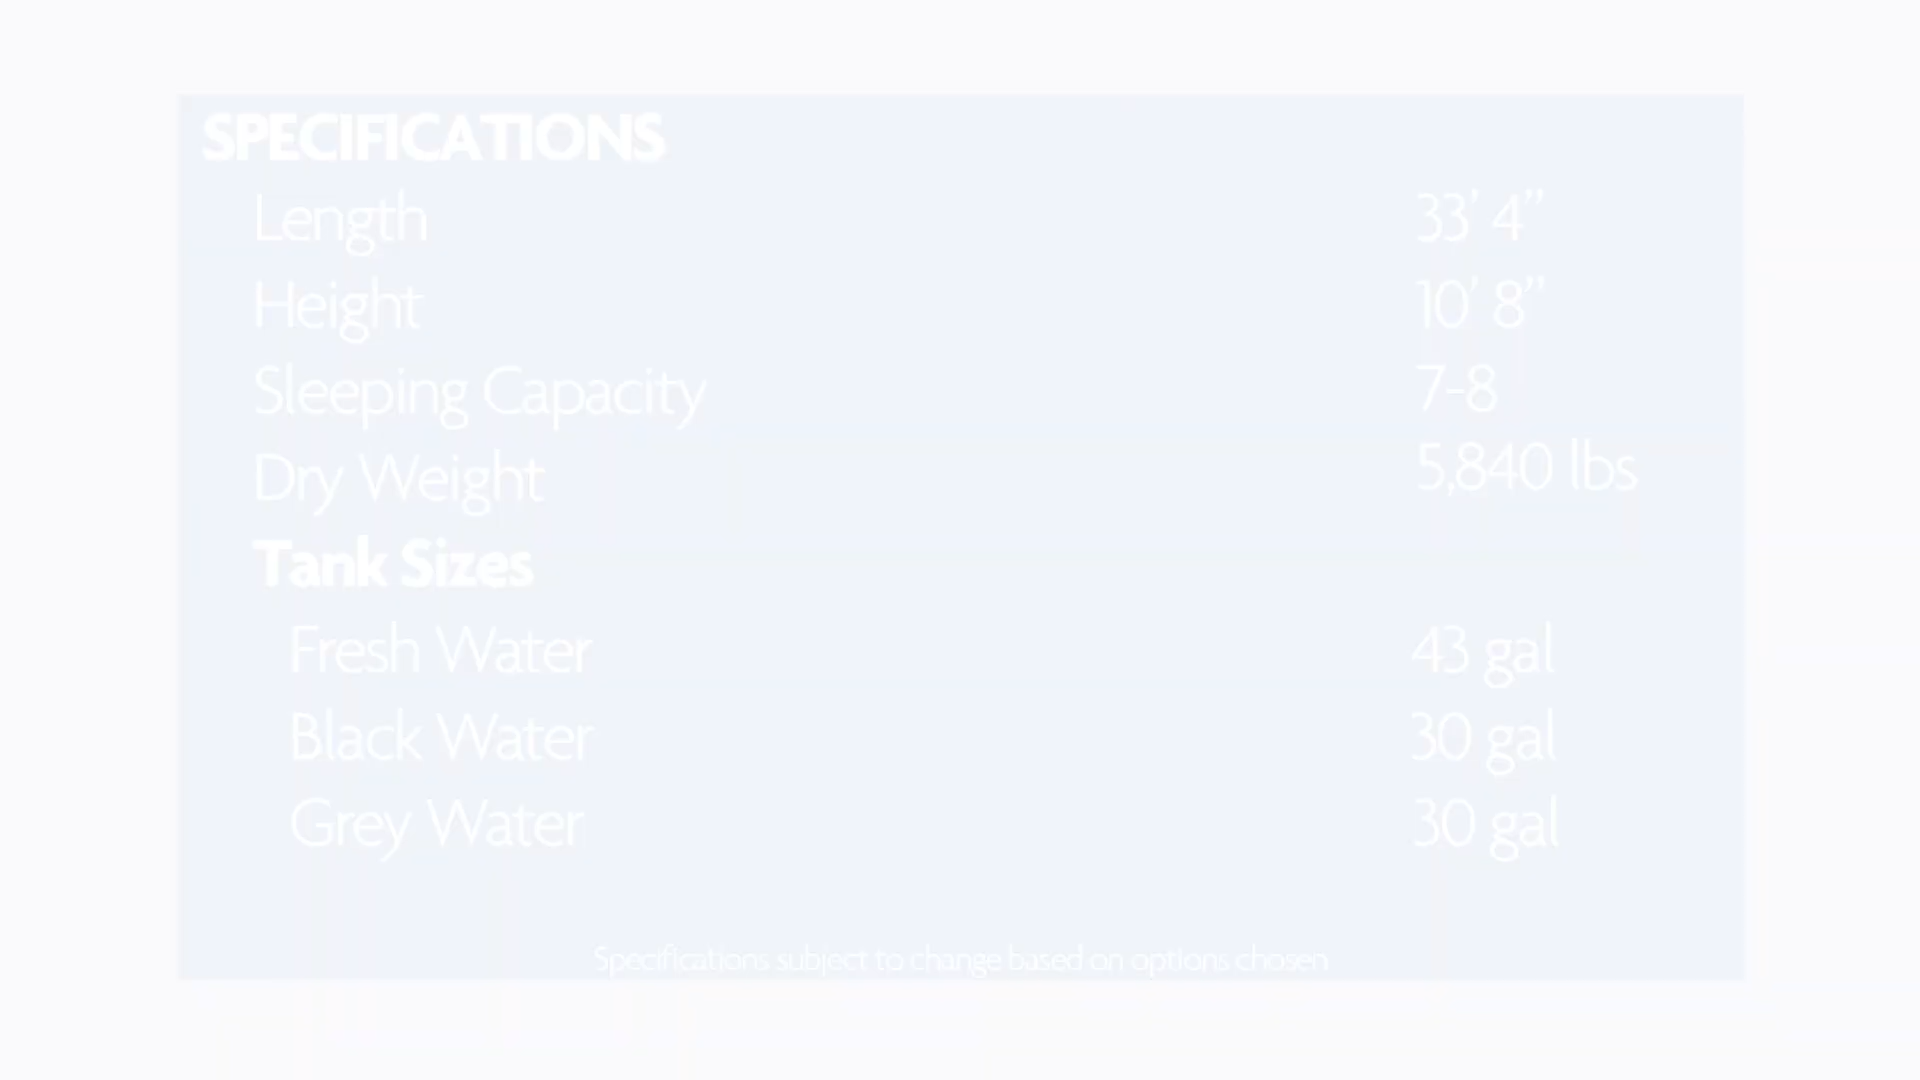 SPECIFICATIONS
Length 33’ 4”
Height 10’ 8”
Sleeping Capacity 7-8
Dry Weight 5,840 lbs
Tank Sizes
Fresh Water 43 gal
Black Water 30 gal
Grey Water 30 gal
Specifications subject to change based on options chosen